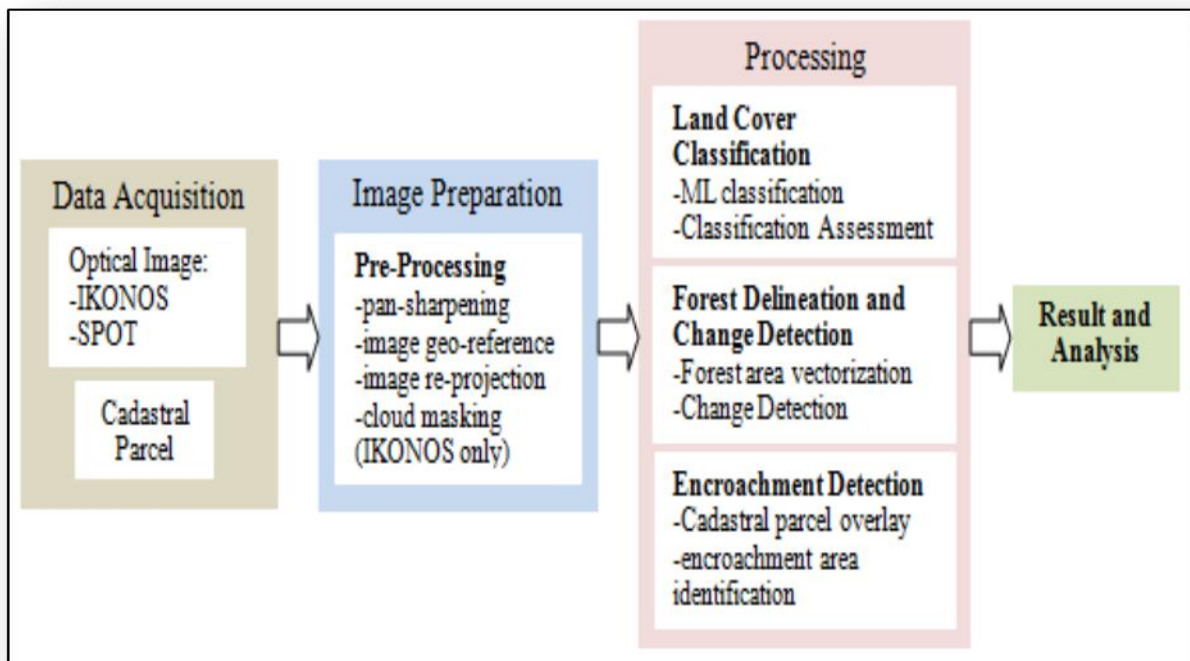 Data Acquisition
Optical Image:
-IKONOS
-SPOT
Cadastral
Parcel
Image Preparation
Pre-Processing
-pan-sharpening
-image geo-reference
-image re-projection
-cloud masking
(IKONOS only)
Processing
Land Cover
Classification
-ML classification
-Classification Assessment
Forest Delineation and
Change Detection
-Forest area vectorization
-Change Detection
Encroachment Detection
-Cadastral parcel overlay
-encroachment area
identification
Result and
Analysis